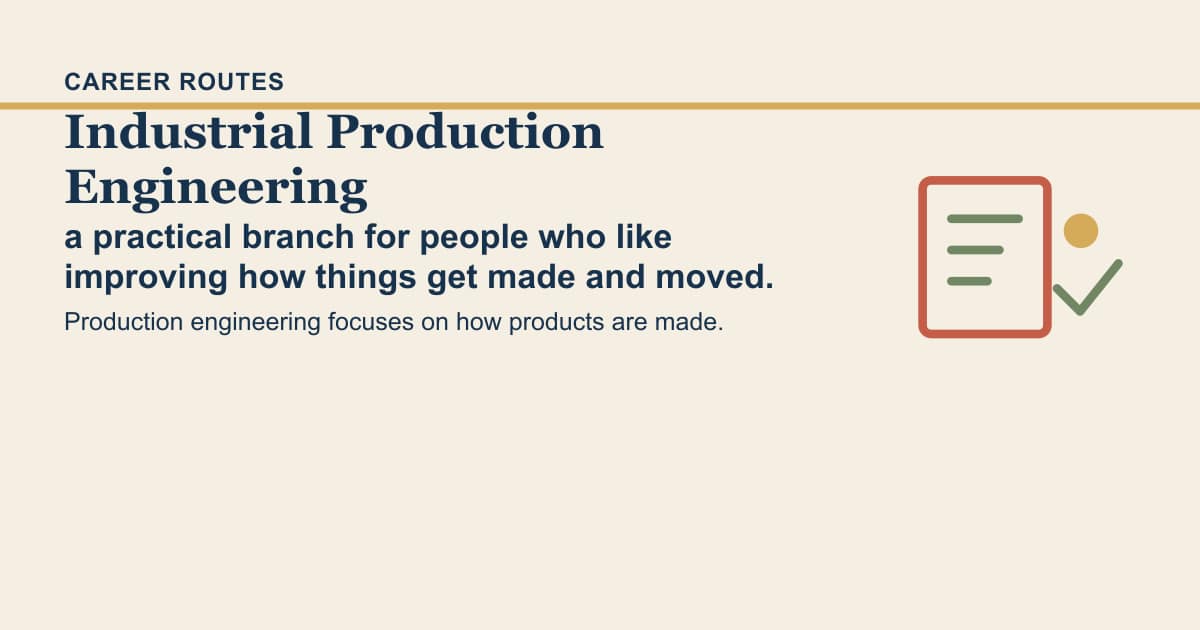 CAREER ROUTES
Industrial Production
Engineering
a practical branch for people who like
improving how things get made and moved.
Production engineering focuses on how products are made.